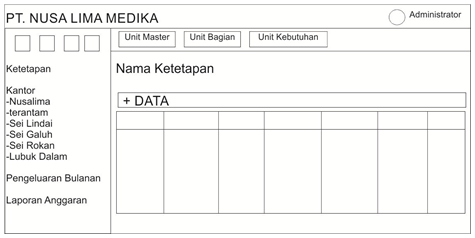 PT. NUSA LIMA MEDIKA
Administrator
Unit Master
Unit Bagian
Unit Kebutuhan
Ketetapan
Kantor
-Nusalima
-terantam
-Sei Lindai
-Sei Galuh
-Sei Rokan
-Lubuk Dalam
Pengeluaran Bulanan
Laporan Anggaran
Nama Ketetapan
+ DATA